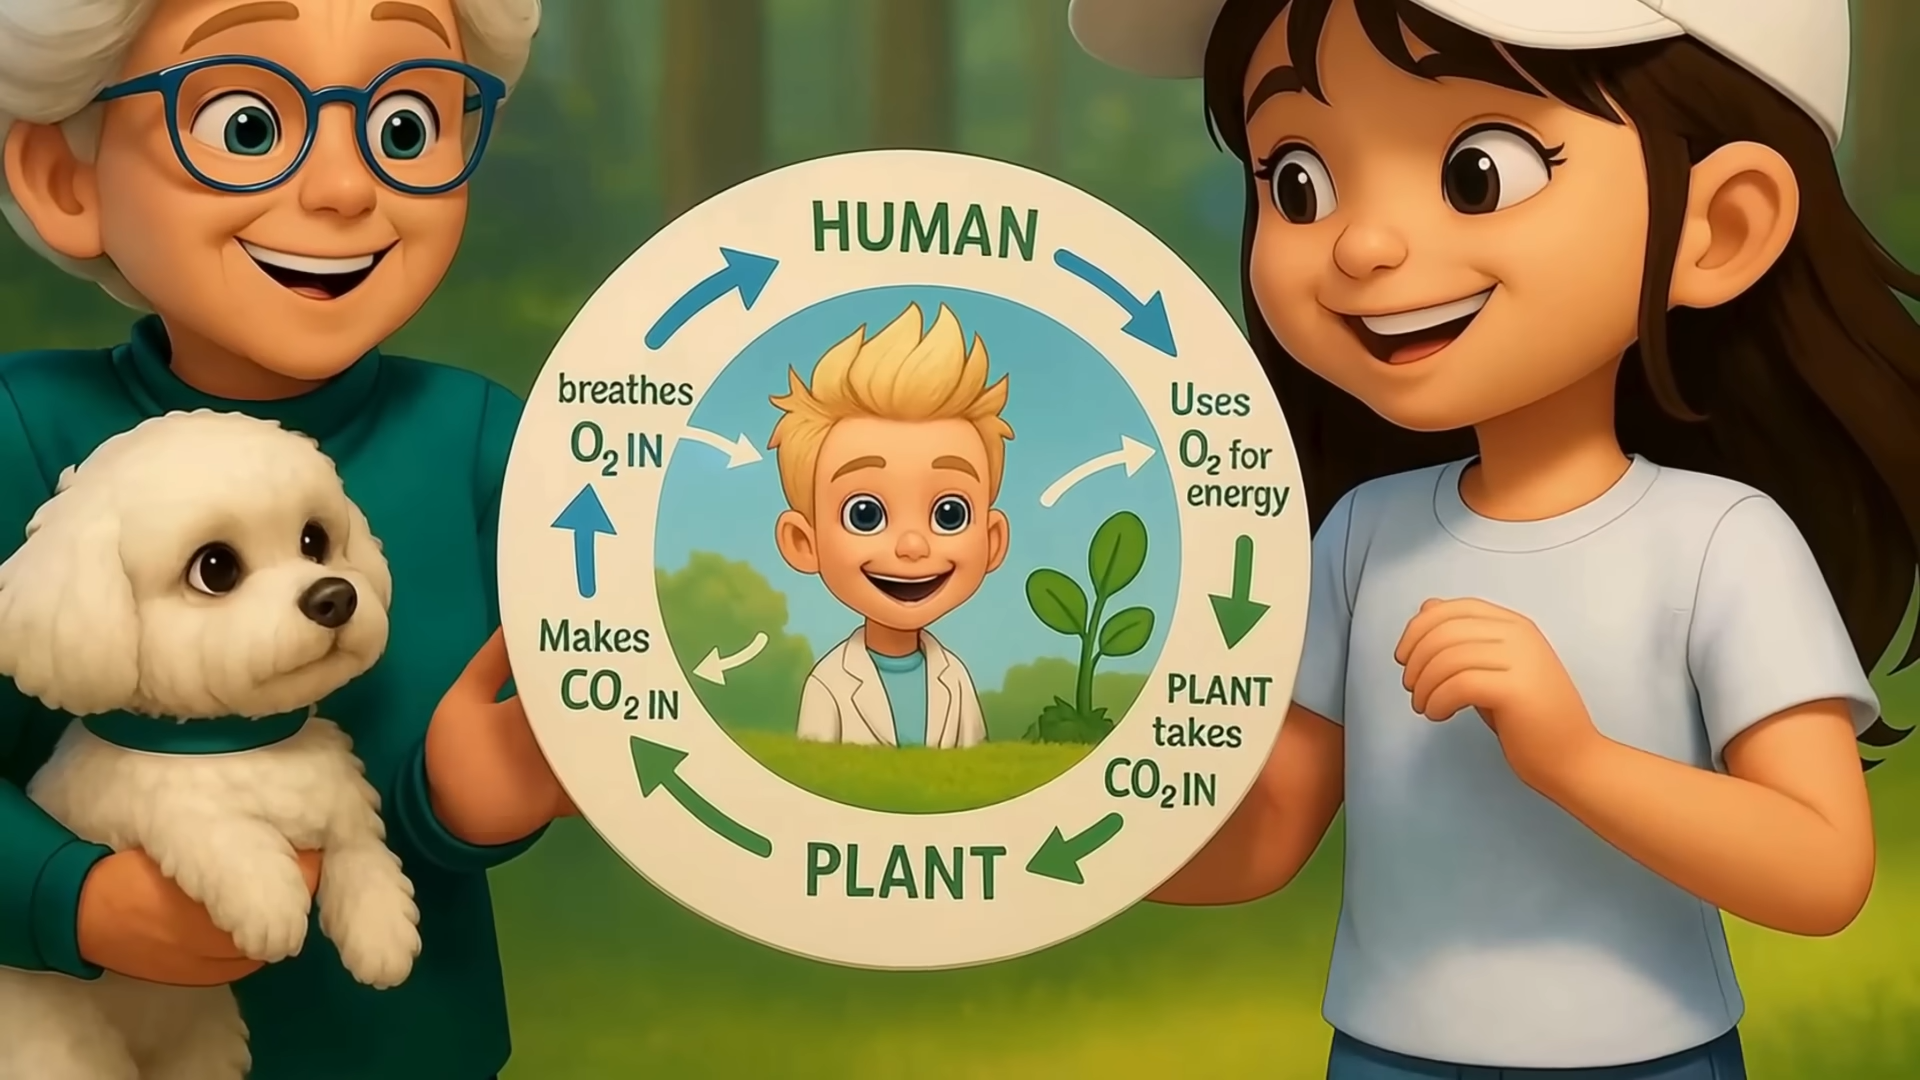 HUMAN
breathes
O₂ IN
Uses
O₂ for
energy
Makes
CO₂ IN
PLANT
takes
CO₂ IN
PLANT